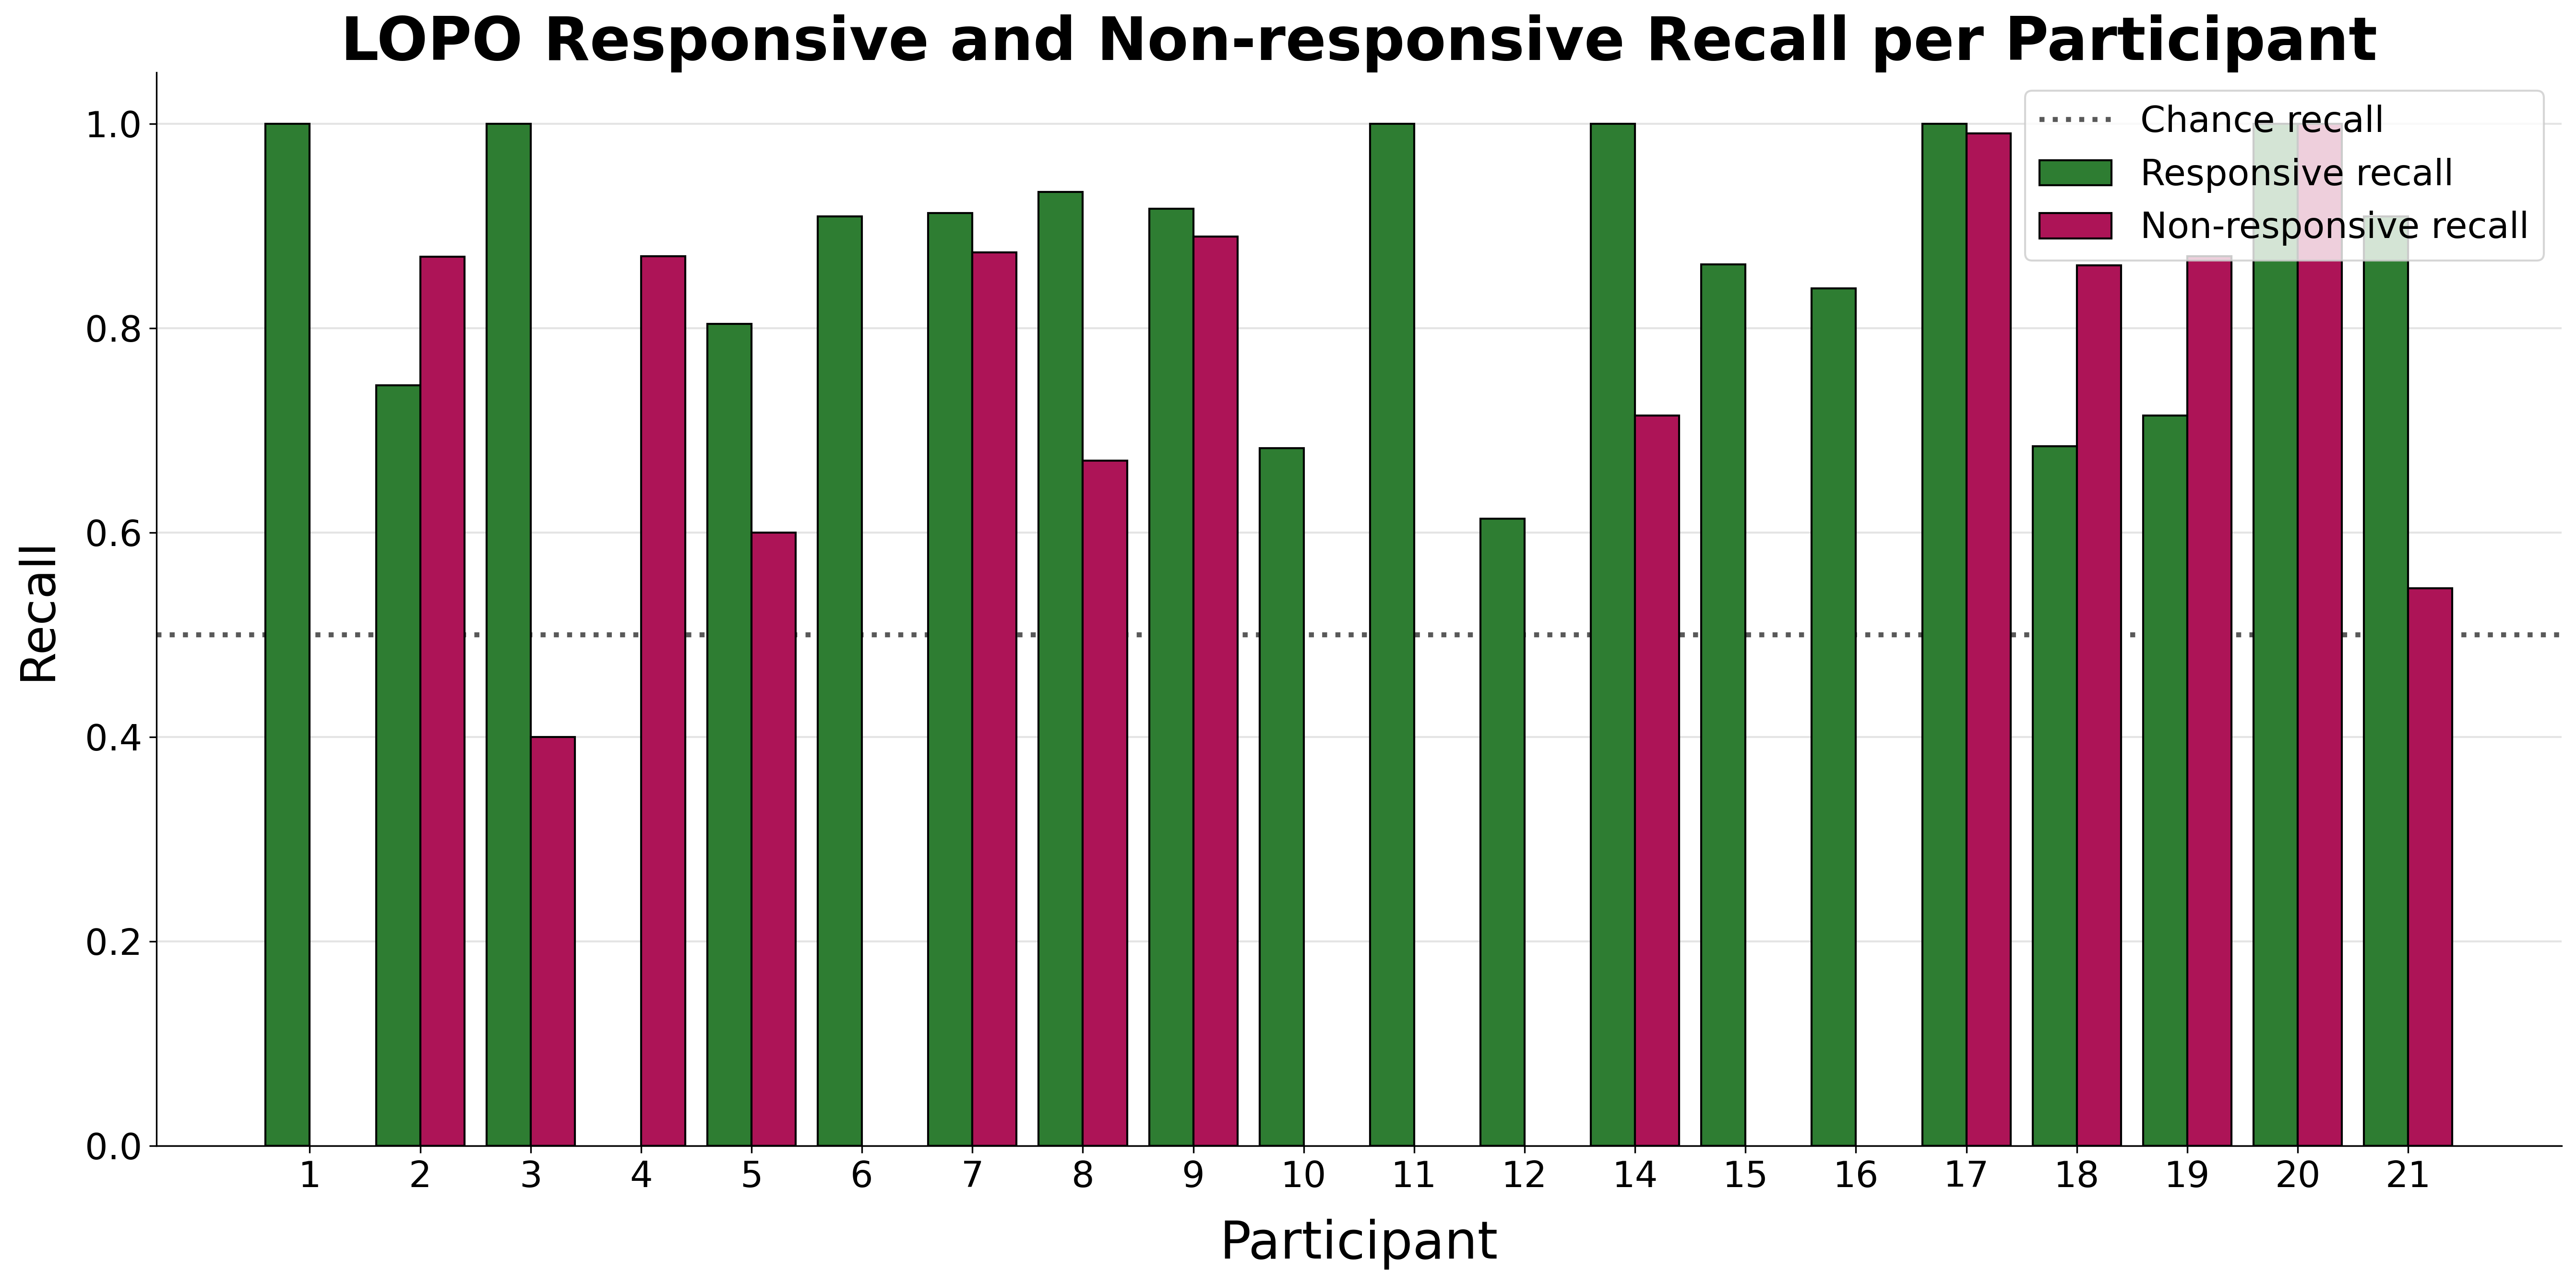 LOPO Responsive and Non-responsive Recall per Participant
Chance recall
Responsive recall
Non-responsive recall
1.0
0.8
0.6
0.4
0.2
0.0
Recall
1 2 3 4 5 6 7 8 9 10 11 12 14 15 16 17 18 19 20 21
Participant